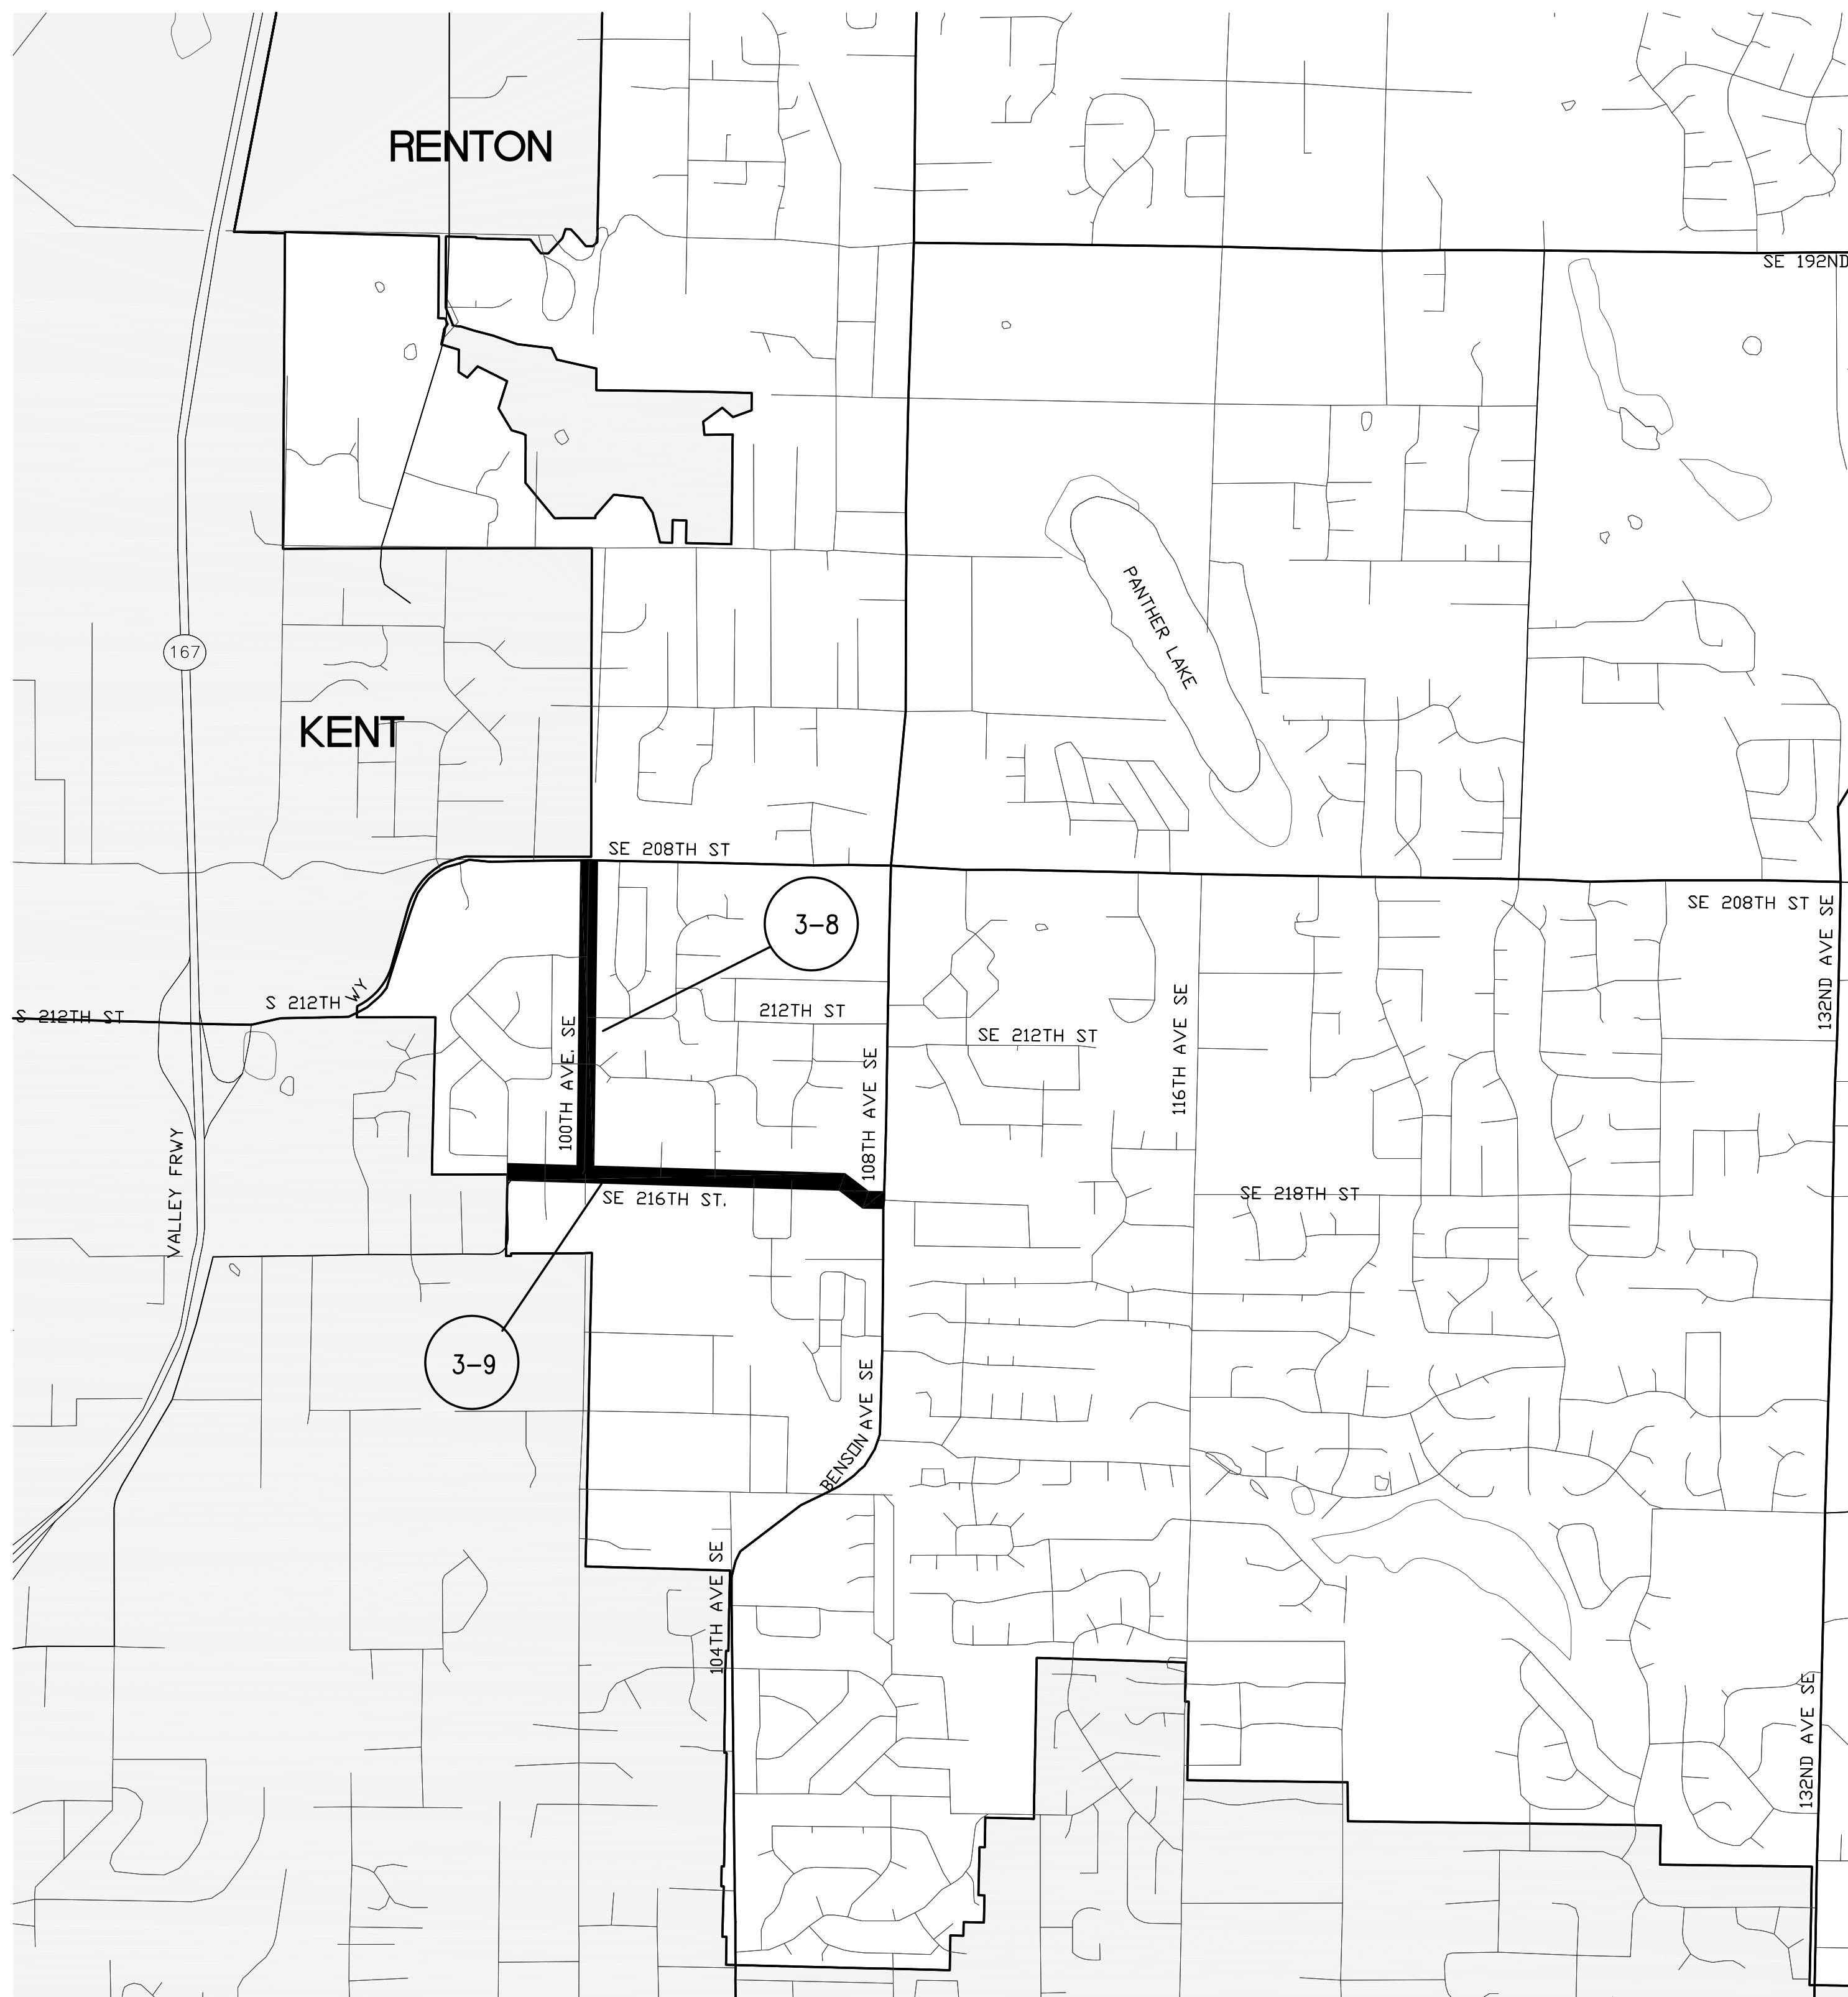 RENTON
SE 192ND
PANTHER LAKE
167
KENT
SE 208TH ST
SE 208TH ST
132ND AVE SE
3-8
S 212TH WY
S 212TH ST
212TH ST
SE 212TH ST
100TH AVE. SE
108TH AVE SE
116TH AVE SE
VALLEY FRWY
SE 216TH ST.
SE 218TH ST
3-9
BENSON AVE SE
104TH AVE SE
132ND AVE SE